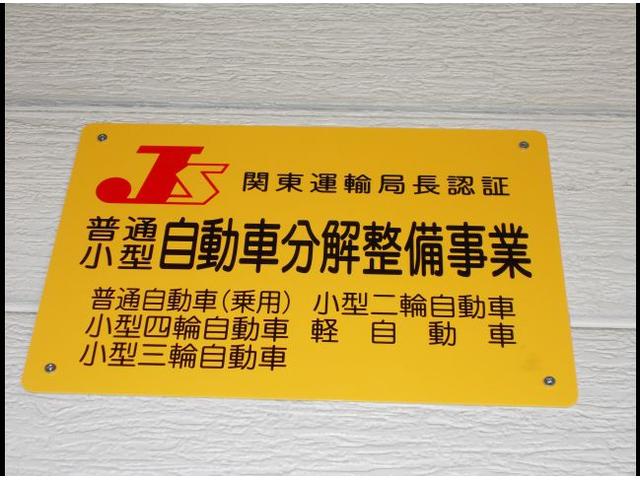 JS 関東運輸局長認証
普通
小型 自動車分解整備事業
普通自動車(乗用) 小型二輪自動車
小型四輪自動車 軽自動車
小型三輪自動車